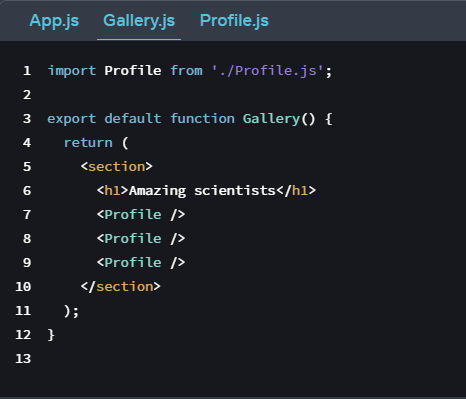 App.js Gallery.js Profile.js
1 import Profile from './Profile.js';
2
3 export default function Gallery() {
4   return (
5     <section>
6       <h1>Amazing scientists</h1>
7       <Profile />
8       <Profile />
9       <Profile />
10     </section>
11   );
12 }
13